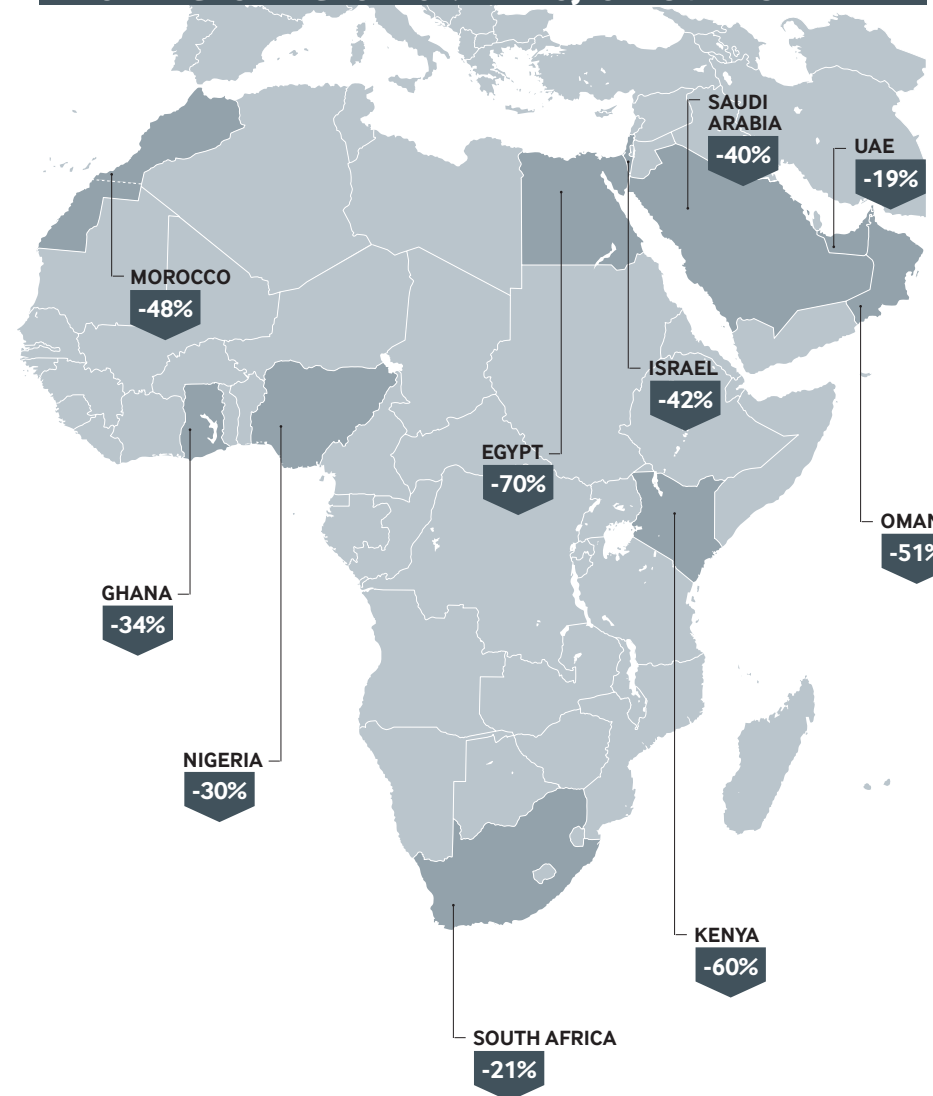 SAUDI
ARABIA
-40%
UAE
-19%
MOROCCO
-48%
ISRAEL
-42%
EGYPT
-70%
OMAN
-51%
GHANA
-34%
NIGERIA
-30%
KENYA
-60%
SOUTH AFRICA
-21%